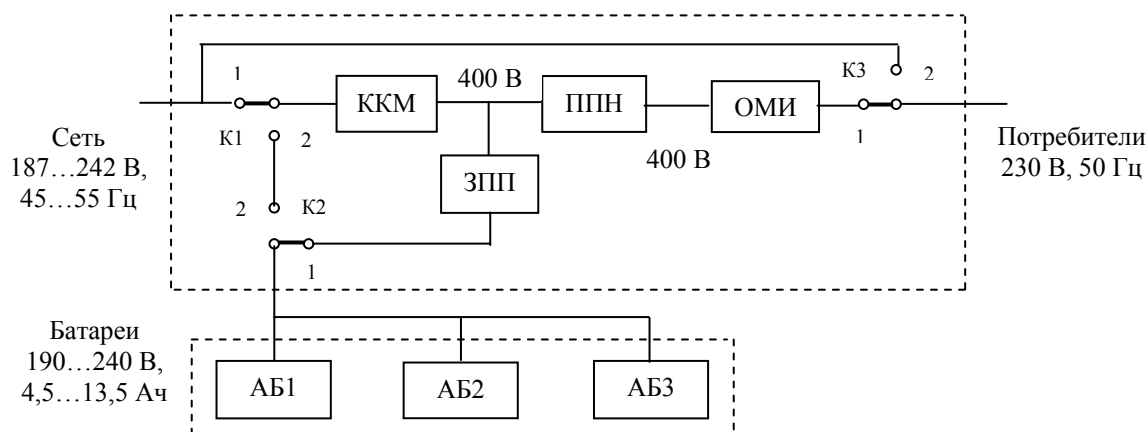 1
400 В
К3
2
ККМ
ППН
ОМИ
Сеть
187…242 В,
45…55 Гц
К1
2
1
400 В
Потребители
230 В, 50 Гц
ЗПП
2
К2
1
Батареи
190…240 В,
4,5…13,5 Ач
АБ1
АБ2
АБ3